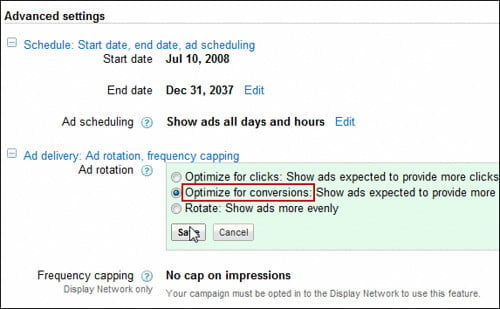 Advanced settings
Schedule: Start date, end date, ad scheduling
Start date Jul 10, 2008
End date Dec 31, 2037 Edit
Ad scheduling ? Show ads all days and hours Edit
Ad delivery: Ad rotation, frequency capping
Ad rotation ? Optimize for clicks: Show ads expected to provide more clicks
Optimize for conversions: Show ads expected to provide more
Rotate: Show ads more evenly
Cancel
Frequency capping ? No cap on impressions
Display Network only Your campaign must be opted in to the Display Network to use this feature.